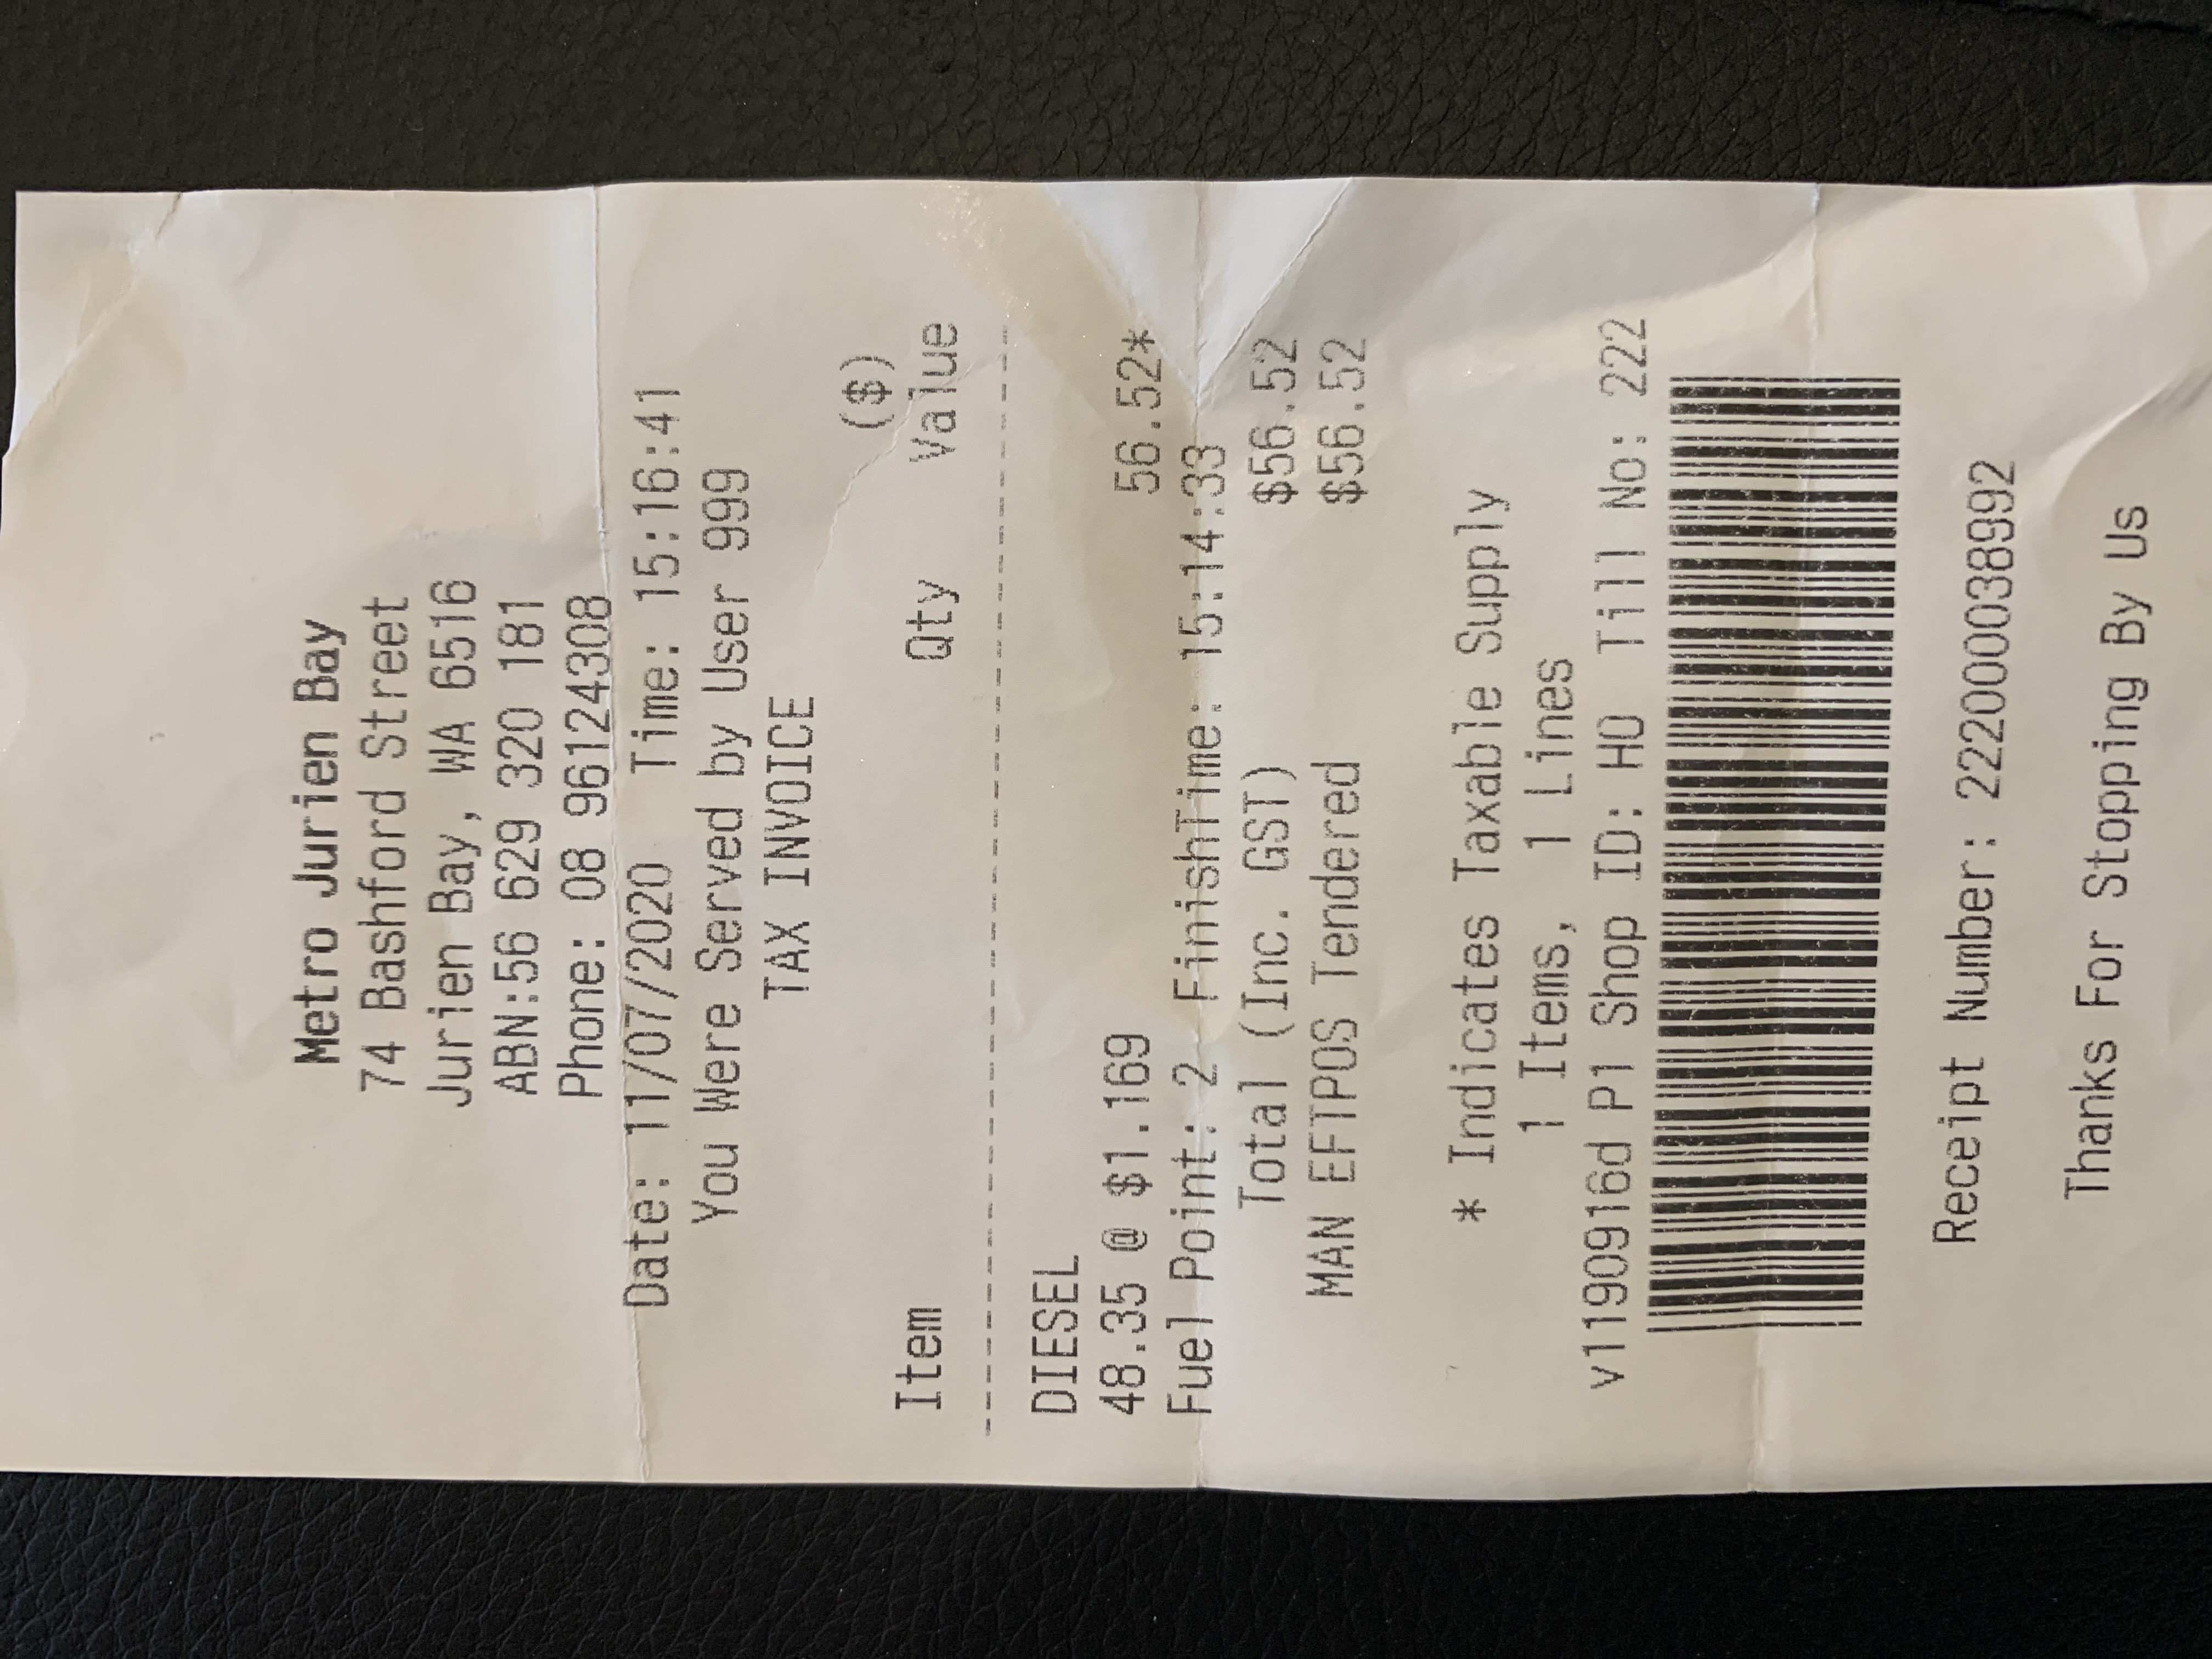 Metro Jurien Bay
74 Bashford Street
Jurien Bay, WA 6516
ABN:56 629 320 181
Phone: 08 96124308
Date: 11/07/2020 Time: 15:16:41
You Were Served by User 999
TAX INVOICE
($)
Item Qty Value
DIESEL
48.35 @ $1.169 56.52*
Fuel Point: 2 FinishTime: 15:14:33
Total (Inc. GST) $56.52
MAN EFTPOS Tendered $56.52
* Indicates Taxable Supply
1 Items, 1 Lines
v1190916d P1 Shop ID: HO Till No: 222
Receipt Number: 222000038992
Thanks For Stopping By Us